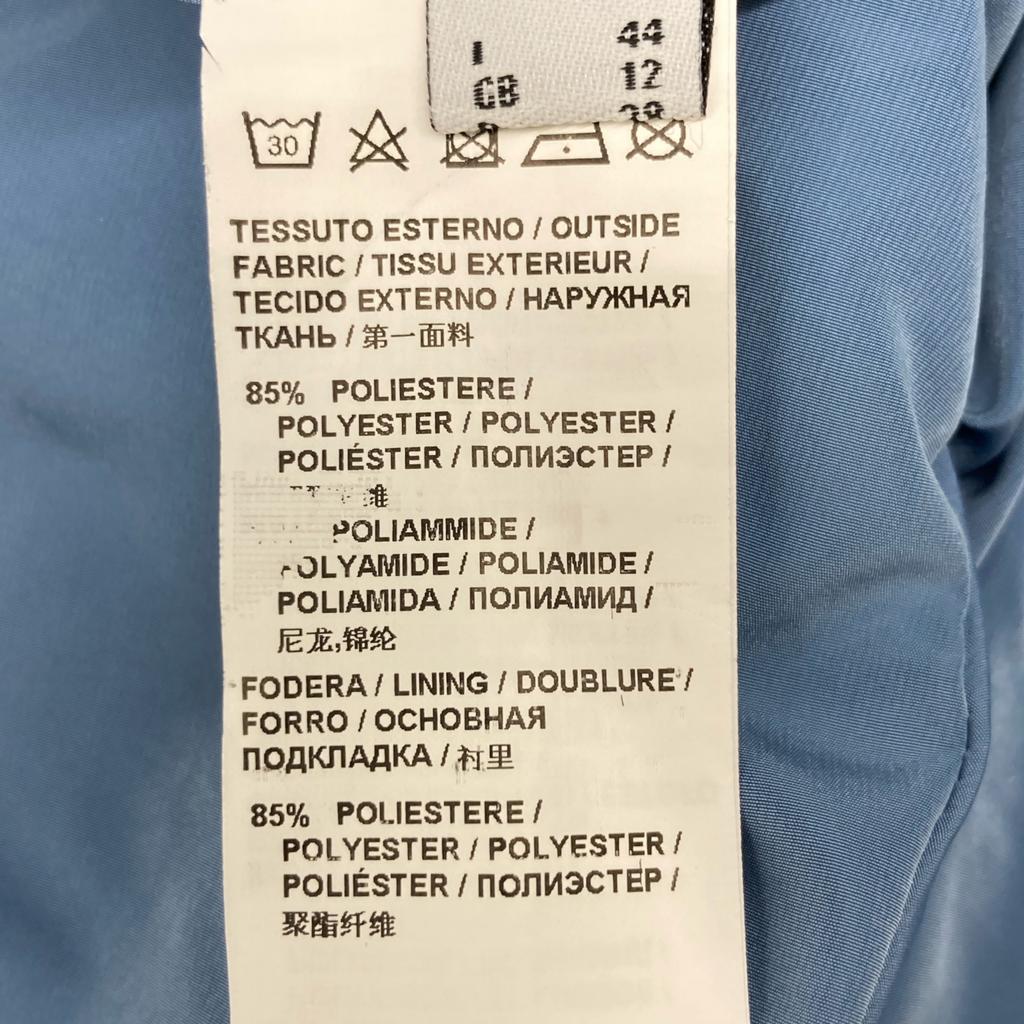 I 44
GB 12
30
TESSUTO ESTERNO / OUTSIDE
FABRIC / TISSU EXTERIEUR /
TECIDO EXTERNO / НАРУЖНАЯ
ТКАНЬ / 第一面料
85% POLIESTERE /
POLYESTER / POLYESTER /
POLIÉSTER / ПОЛИЭСТЕР /
维
POLIAMMIDE /
POLYAMIDE / POLIAMIDE /
POLIAMIDA / ПОЛИАМИД /
尼龙,锦纶
FODERA / LINING / DOUBLURE /
FORRO / ОСНОВНАЯ
ПОДКЛАДКА / 衬里
85% POLIESTERE /
POLYESTER / POLYESTER /
POLIÉSTER / ПОЛИЭСТЕР /
聚酯纤维